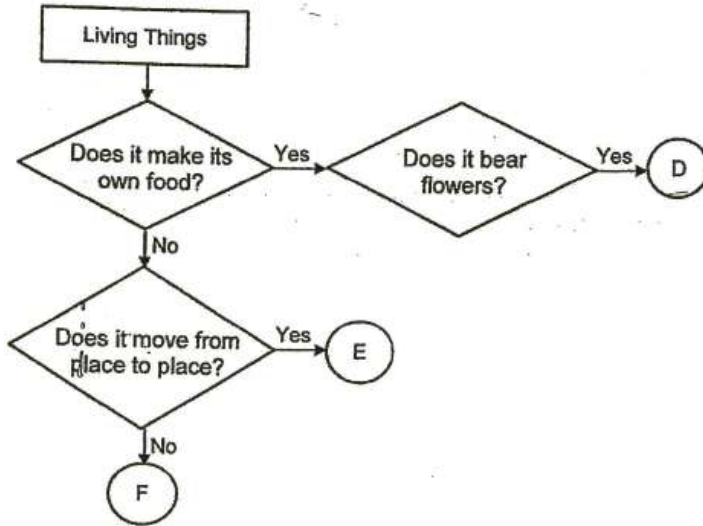 Living Things
Does it make its
own food?
Yes
Does it bear
flowers?
Yes
D
No
Does it move from
place to place?
Yes
E
No
F